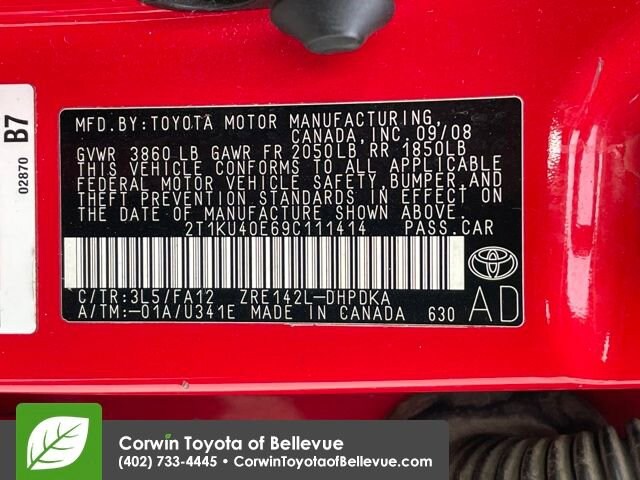 MFD.BY:TOYOTA MOTOR MANUFACTURING,
CANADA,INC. 09/08
GVWR 3860 LB GAWR FR 2050LB RR 1850LB
THIS VEHICLE CONFORMS TO ALL APPLICABLE
FEDERAL MOTOR VEHICLE SAFETY,BUMPER,AND
THEFT PREVENTION STANDARDS IN EFFECT ON
THE DATE OF MANUFACTURE SHOWN ABOVE.
2T1KU40E69C111414 PASS.CAR
C/TR:3L5/FA12 ZRE142L-DHPDKA
A/TM:-01A/U341E MADE IN CANADA 630
AD
02870 B7
Corwin Toyota of Bellevue
(402) 733-4445 • CorwinToyotaofBellevue.com